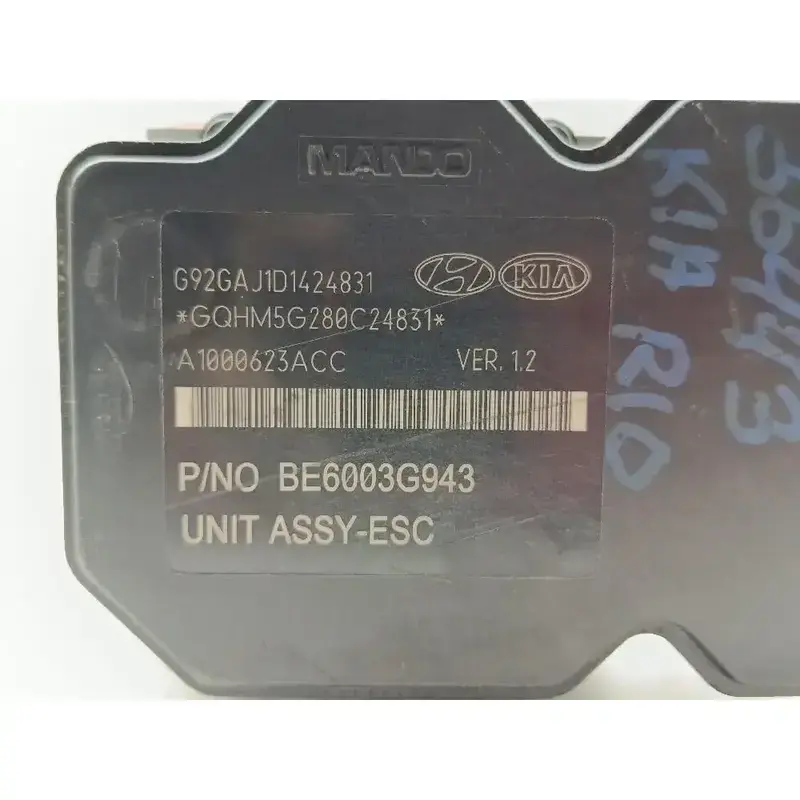 MANDO
G92GAJ1D1424831 KIA
*GQHM5G280C24831*
A1000623ACC VER. 1.2
P/NO BE6003G943
UNIT ASSY-ESC
KIA RIO